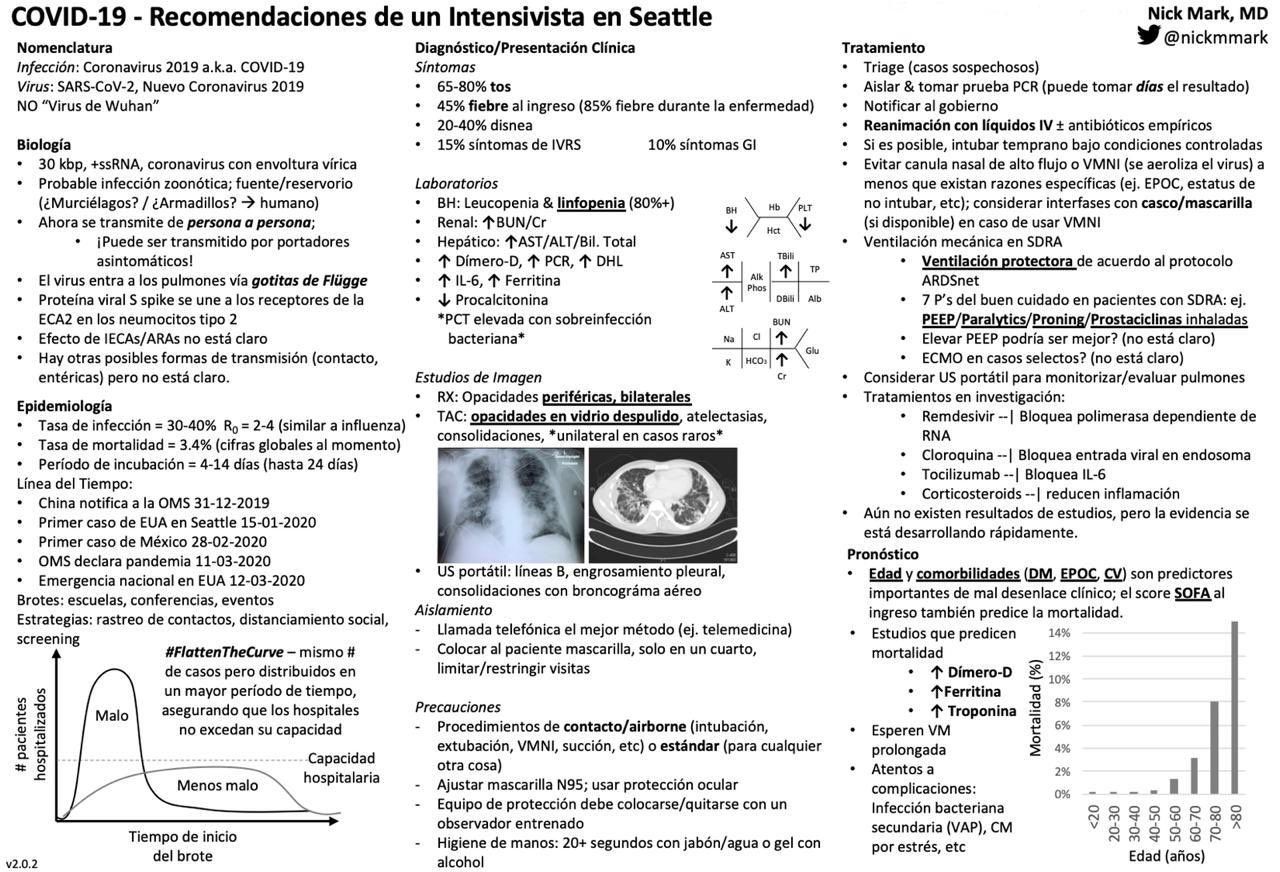 COVID-19 - Recomendaciones de un Intensivista en Seattle
Nick Mark, MD
@nickmmark
Nomenclatura
Infección: Coronavirus 2019 a.k.a. COVID-19
Virus: SARS-CoV-2, Nuevo Coronavirus 2019
NO “Virus de Wuhan”
Biología
• 30 kbp, +ssRNA, coronavirus con envoltura vírica
• Probable infección zoonótica; fuente/reservorio
(¿Murciélagos? / ¿Armadillos? → humano)
• Ahora se transmite de persona a persona;
• ¡Puede ser transmitido por portadores
asintomáticos!
• El virus entra a los pulmones vía gotitas de Flügge
• Proteína viral S spike se une a los receptores de la
ECA2 en los neumocitos tipo 2
• Efecto de IECAs/ARAs no está claro
• Hay otras posibles formas de transmisión (contacto,
entéricas) pero no está claro.
Epidemiología
• Tasa de infección = 30-40% R0 = 2-4 (similar a influenza)
• Tasa de mortalidad = 3.4% (cifras globales al momento)
• Período de incubación = 4-14 días (hasta 24 días)
Línea del Tiempo:
• China notifica a la OMS 31-12-2019
• Primer caso de EUA en Seattle 15-01-2020
• Primer caso de México 28-02-2020
• OMS declara pandemia 11-03-2020
• Emergencia nacional en EUA 12-03-2020
Brotes: escuelas, conferencias, eventos
Estrategias: rastreo de contactos, distanciamiento social,
screening
#FlattenTheCurve – mismo #
de casos pero distribuidos en
un mayor período de tiempo,
asegurando que los hospitales
no excedan su capacidad
# pacientes
hospitalizados
Malo
Menos malo
Capacidad
hospitalaria
Tiempo de inicio
del brote
v2.0.2
Diagnóstico/Presentación Clínica
Síntomas
• 65-80% tos
• 45% fiebre al ingreso (85% fiebre durante la enfermedad)
• 20-40% disnea
• 15% síntomas de IVRS 10% síntomas GI
Laboratorios
• BH: Leucopenia & linfopenia (80%+)
• Renal: ↑BUN/Cr
• Hepático: ↑AST/ALT/Bil. Total
• ↑ Dímero-D, ↑ PCR, ↑ DHL
• ↑ IL-6, ↑ Ferritina
• ↓ Procalcitonina
*PCT elevada con sobreinfección
bacteriana*
BH ↓ Hb Hct PLT ↓
AST ↑ Alk Phos TBili ↑ TP
↑ ALT DBili Alb
BUN
Na Cl ↑ Glu
K HCO3 ↑
Cr
Estudios de Imagen
• RX: Opacidades periféricas, bilaterales
• TAC: opacidades en vidrio despulido, atelectasias,
consolidaciones, *unilateral en casos raros*
• US portátil: líneas B, engrosamiento pleural,
consolidaciones con broncográma aéreo
Aislamiento
- Llamada telefónica el mejor método (ej. telemedicina)
- Colocar al paciente mascarilla, solo en un cuarto,
limitar/restringir visitas
Precauciones
- Procedimientos de contacto/airborne (intubación,
extubación, VMNI, succión, etc) o estándar (para cualquier
otra cosa)
- Ajustar mascarilla N95; usar protección ocular
- Equipo de protección debe colocarse/quitarse con un
observador entrenado
- Higiene de manos: 20+ segundos con jabón/agua o gel con
alcohol
Tratamiento
• Triage (casos sospechosos)
• Aislar & tomar prueba PCR (puede tomar días el resultado)
• Notificar al gobierno
• Reanimación con líquidos IV ± antibióticos empíricos
• Si es posible, intubar temprano bajo condiciones controladas
• Evitar canula nasal de alto flujo o VMNI (se aeroliza el virus) a
menos que existan razones específicas (ej. EPOC, estatus de
no intubar, etc); considerar interfases con casco/mascarilla
(si disponible) en caso de usar VMNI
• Ventilación mecánica en SDRA
• Ventilación protectora de acuerdo al protocolo
ARDSnet
• 7 P’s del buen cuidado en pacientes con SDRA: ej.
PEEP/Paralytics/Proning/Prostaciclinas inhaladas
• Elevar PEEP podría ser mejor? (no está claro)
• ECMO en casos selectos? (no está claro)
• Considerar US portátil para monitorizar/evaluar pulmones
• Tratamientos en investigación:
• Remdesivir --| Bloquea polimerasa dependiente de
RNA
• Cloroquina --| Bloquea entrada viral en endosoma
• Tocilizumab --| Bloquea IL-6
• Corticosteroids --| reducen inflamación
• Aún no existen resultados de estudios, pero la evidencia se
está desarrollando rápidamente.
Pronóstico
• Edad y comorbilidades (DM, EPOC, CV) son predictores
importantes de mal desenlace clínico; el score SOFA al
ingreso también predice la mortalidad.
• Estudios que predicen
mortalidad
• ↑ Dímero-D
• ↑Ferritina
• ↑ Troponina
• Esperen VM
prolongada
• Atentos a
complicaciones:
Infección bacteriana
secundaria (VAP), CM
por estrés, etc
Mortalidad (%)
14%
12%
10%
8%
6%
4%
2%
0%
<20 20-30 30-40 40-50 50-60 60-70 70-80 >80
Edad (años)